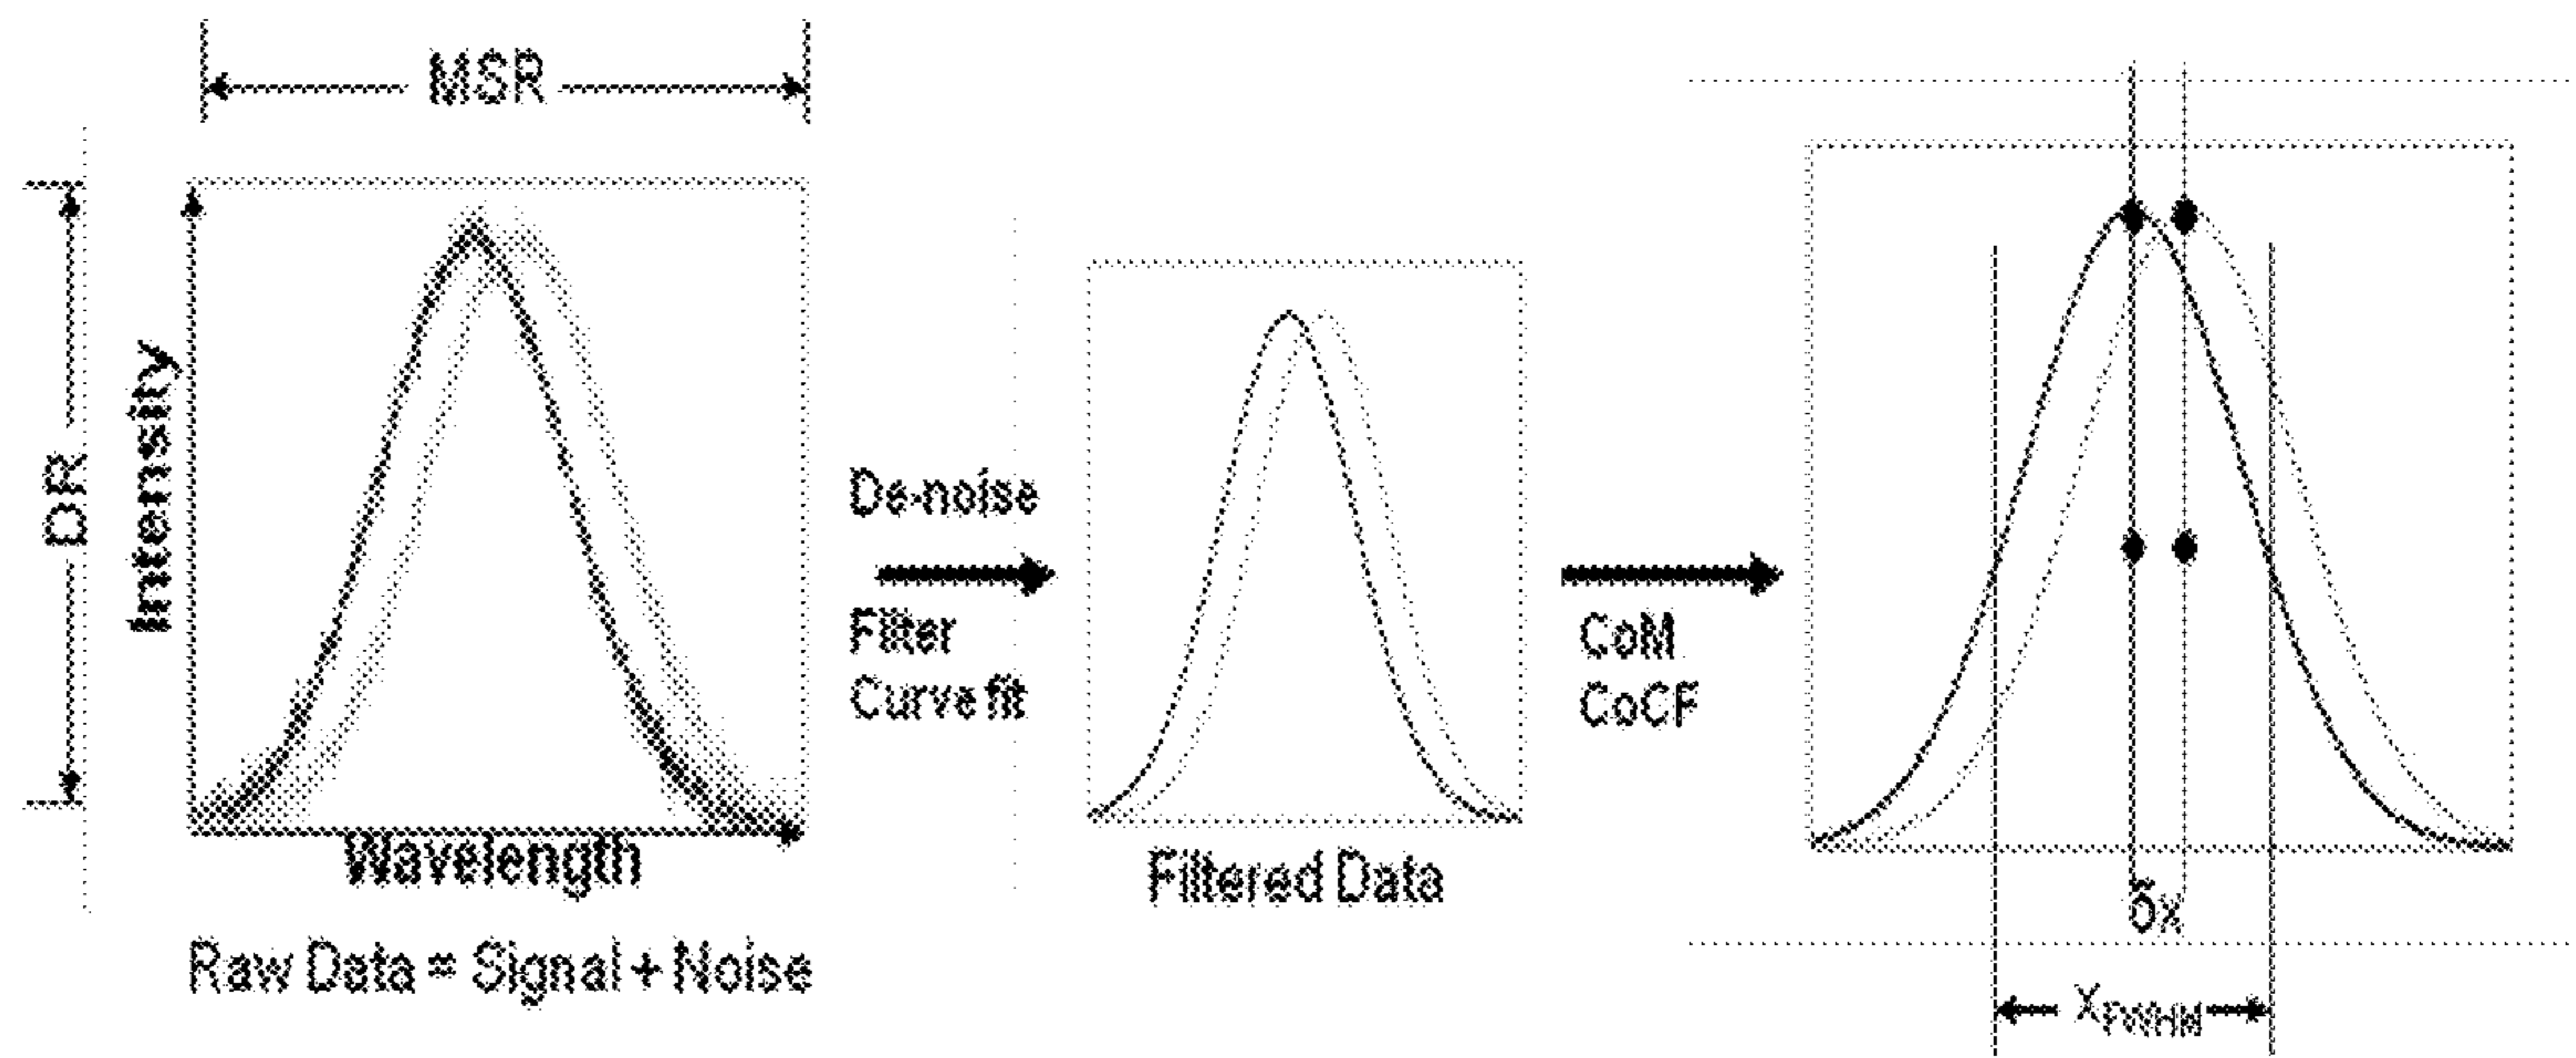 MSR
DR
Intensity
Wavelength
Raw Data = Signal + Noise
De-noise
Filter
Curve fit
Filtered Data
CoM
CoCF
δx
XFWHM